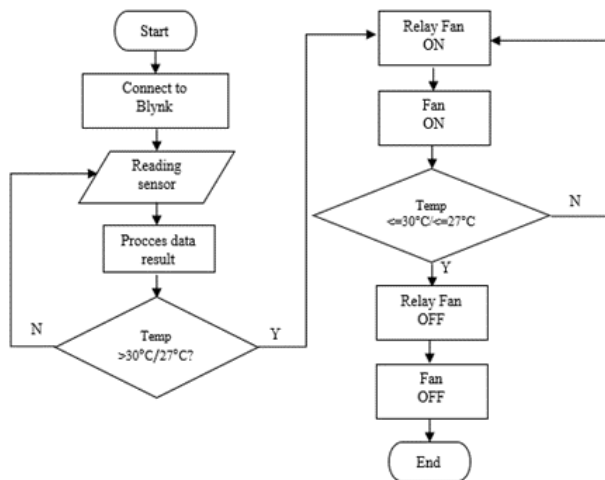 Start
Connect to
Blynk
Reading
sensor
Procces data
result
Temp
>30°C/27°C?
N
Y
Relay Fan
ON
Fan
ON
Temp
<=30°C/<=27°C
N
Y
Relay Fan
OFF
Fan
OFF
End